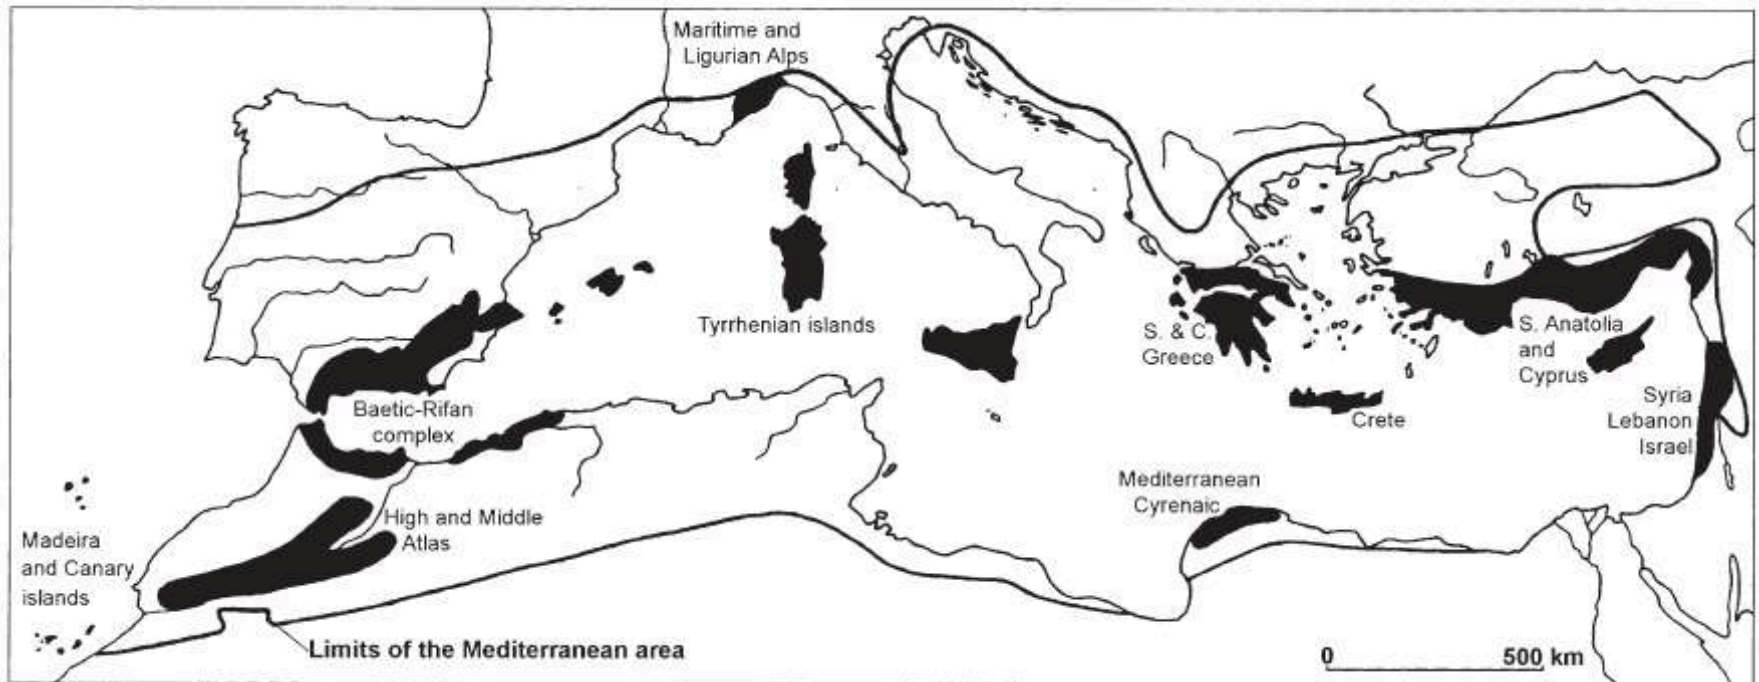 Maritime and
Ligurian Alps
Tyrrhenian islands
S. & C.
Greece
S. Anatolia
and
Cyprus
Syria
Lebanon
Israel
Crete
Baetic-Rifan
complex
Mediterranean
Cyrenaic
High and Middle
Atlas
Madeira
and Canary
islands
Limits of the Mediterranean area
0 500 km